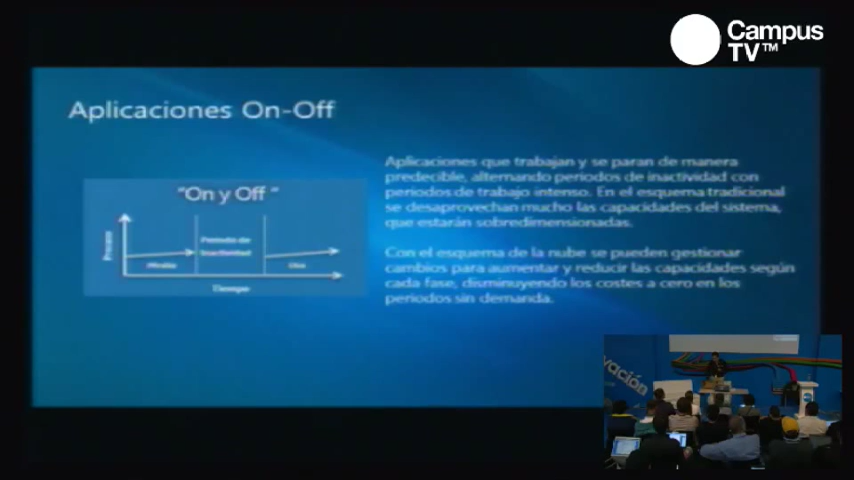 Campus
TV™
Aplicaciones On-Off
"On y Off "
Periodo de
Inactividad
Tiempo
Aplicaciones que trabajan y se paran de manera
predecible, alternando periodos de inactividad con
periodos de trabajo intenso. En el esquema tradicional
se desaprovechan mucho las capacidades del sistema,
que estarán sobredimensionadas.
Con el esquema de la nube se pueden gestionar
cambios para aumentar y reducir las capacidades según
cada fase, disminuyendo los costes a cero en los
periodos sin demanda.
vación